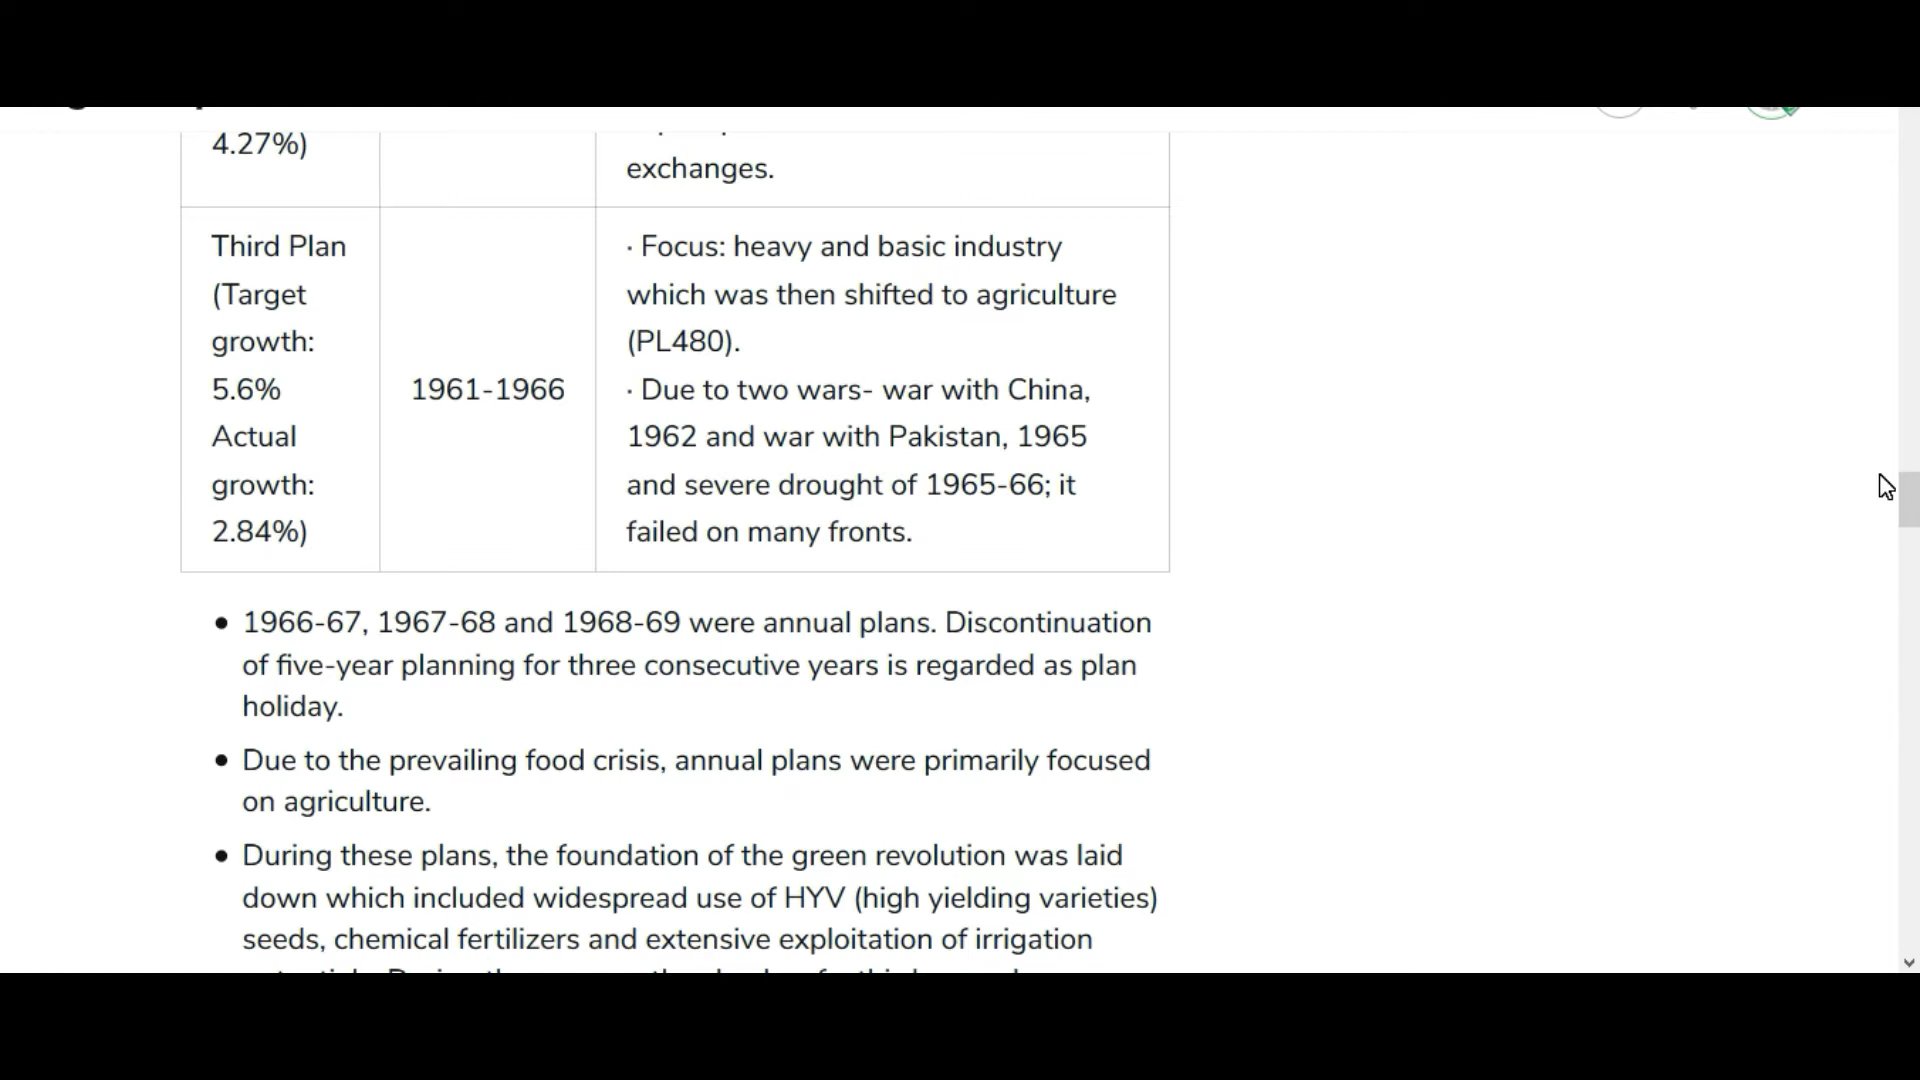 4.27%)
exchanges.
Third Plan
(Target
growth:
5.6%
Actual
growth:
2.84%)
1961-1966
· Focus: heavy and basic industry
which was then shifted to agriculture
(PL480).
· Due to two wars- war with China,
1962 and war with Pakistan, 1965
and severe drought of 1965-66; it
failed on many fronts.
● 1966-67, 1967-68 and 1968-69 were annual plans. Discontinuation
of five-year planning for three consecutive years is regarded as plan
holiday.
● Due to the prevailing food crisis, annual plans were primarily focused
on agriculture.
● During these plans, the foundation of the green revolution was laid
down which included widespread use of HYV (high yielding varieties)
seeds, chemical fertilizers and extensive exploitation of irrigation